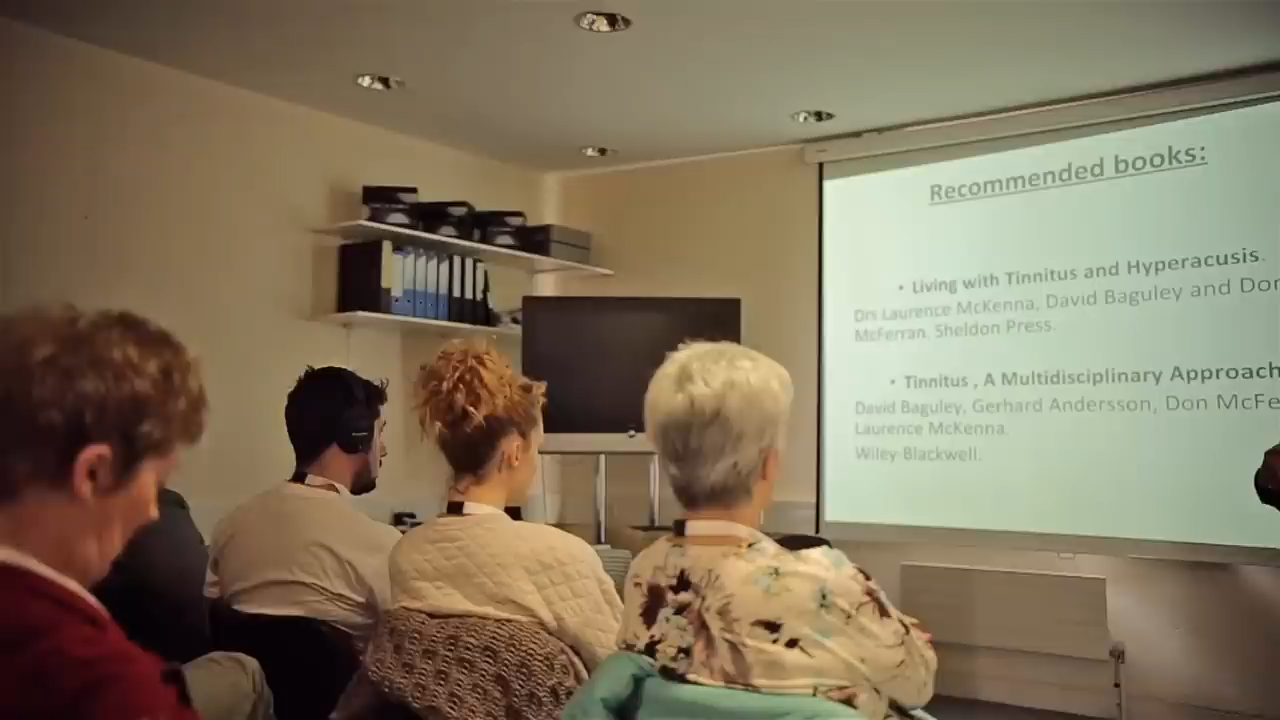 Recommended books:
• Living with Tinnitus and Hyperacusis.
Drs Laurence McKenna, David Baguley and Don
McFerran. Sheldon Press.
• Tinnitus , A Multidisciplinary Approach
David Baguley, Gerhard Andersson, Don McFe
Laurence McKenna.
Wiley-Blackwell.